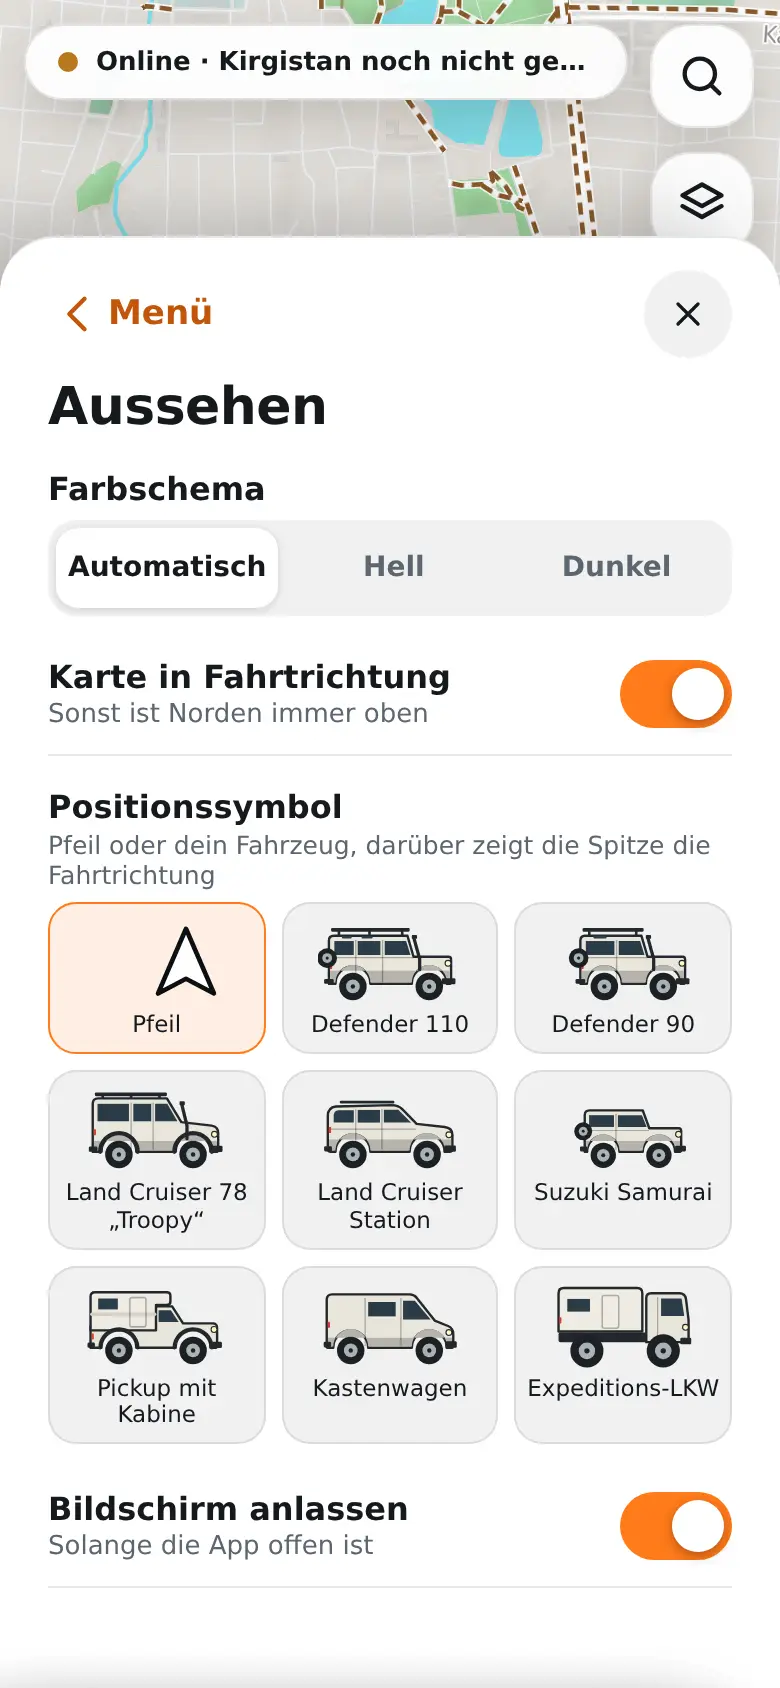 Online · Kirgistan noch nicht ge...
Menü
Aussehen
Farbschema
Automatisch
Hell
Dunkel
Karte in Fahrtrichtung
Sonst ist Norden immer oben
Positionssymbol
Pfeil oder dein Fahrzeug, darüber zeigt die Spitze die
Fahrtrichtung
Pfeil
Defender 110
Defender 90
Land Cruiser 78
„Troopy“
Land Cruiser
Station
Suzuki Samurai
Pickup mit
Kabine
Kastenwagen
Expeditions-LKW
Bildschirm anlassen
Solange die App offen ist